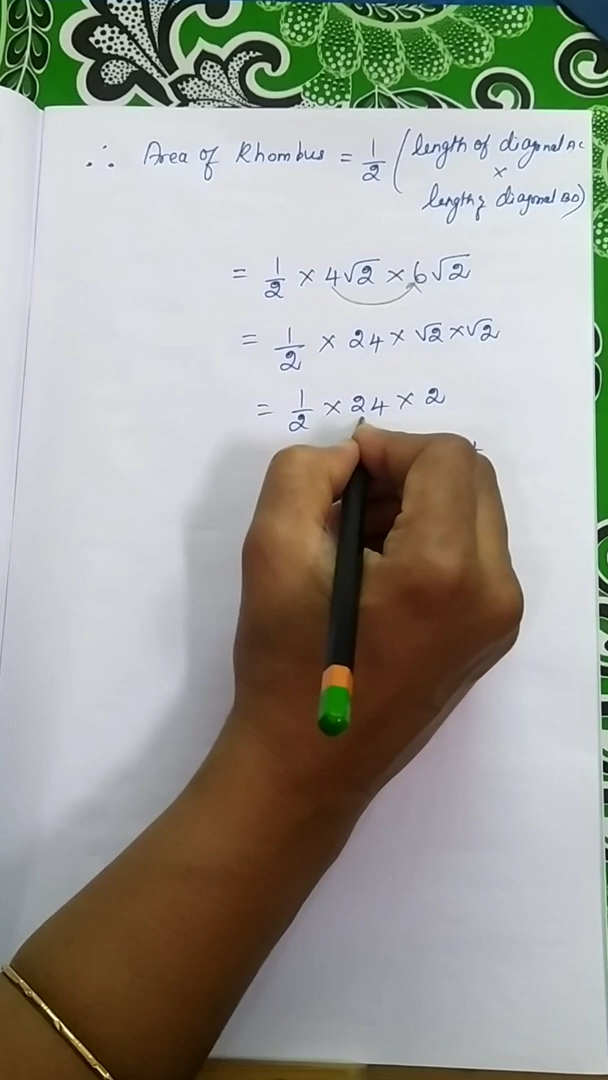 ∴ Area of Rhombus = 1/2 (length of diagonal AC
×
length of diagonal BD)
= 1/2 × 4√2 × 6√2
= 1/2 × 24 × √2 × √2
= 1/2 × 24 × 2